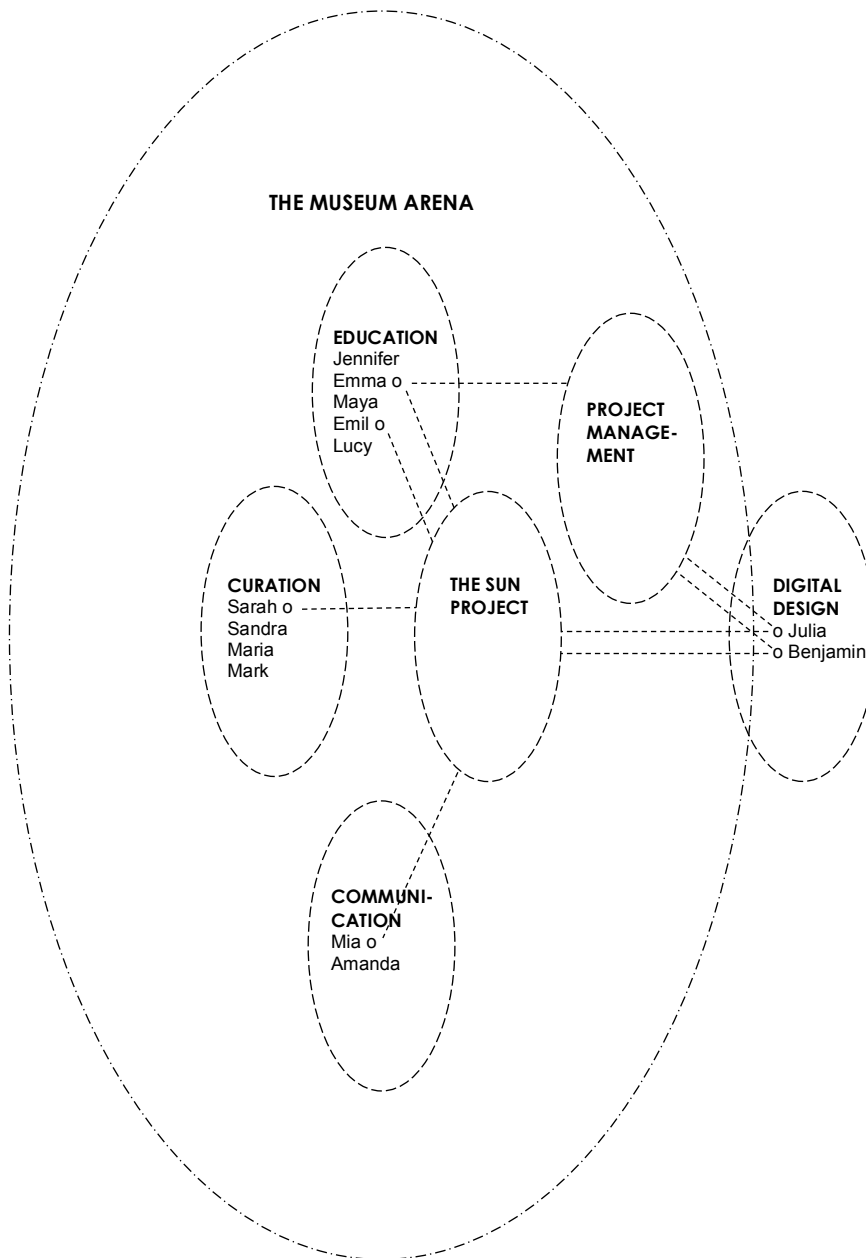 THE MUSEUM ARENA
EDUCATION
Jennifer
Emma o
Maya
Emil o
Lucy
PROJECT
MANAGE-
MENT
CURATION
Sarah o
Sandra
Maria
Mark
THE SUN
PROJECT
DIGITAL
DESIGN
o Julia
o Benjamin
COMMUNI-
CATION
Mia o
Amanda